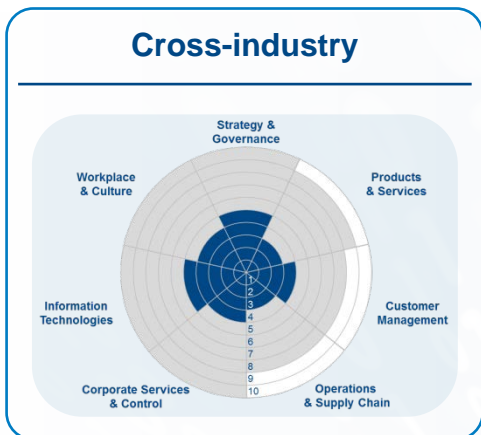 Cross-industry
Strategy &
Governance
Workplace
& Culture
Products
& Services
Information
Technologies
Customer
Management
Corporate Services
& Control
Operations
& Supply Chain
1
2
3
4
5
6
7
8
9
10